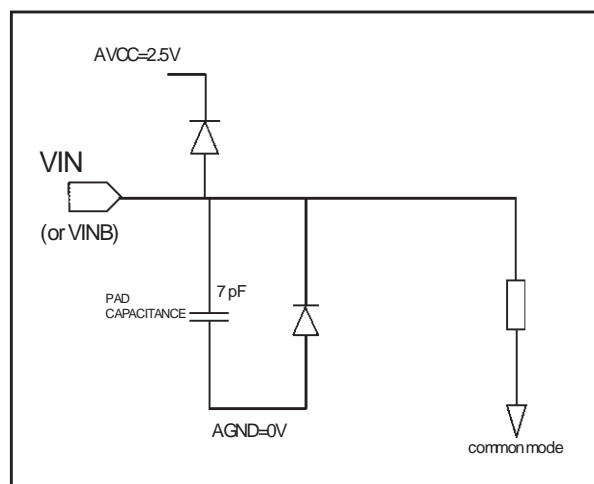 AVCC=2.5V
VIN
(or VINB)
7 pF
PAD
CAPACITANCE
AGND=0V
common mode